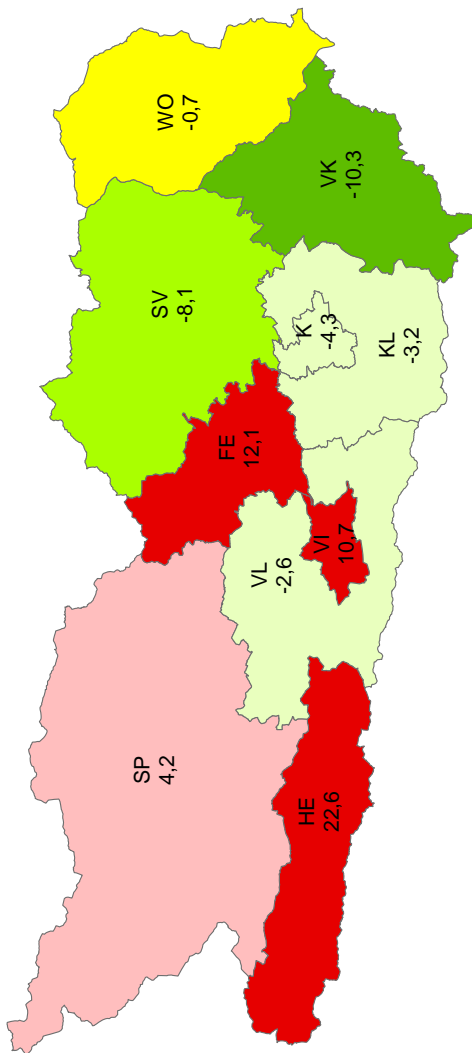 WO
-0,7
VK
-10,3
SV
-8,1
K
-4,3
KL
-3,2
FE
12,1
VI
10,7
VL
-2,6
SP
4,2
HE
22,6